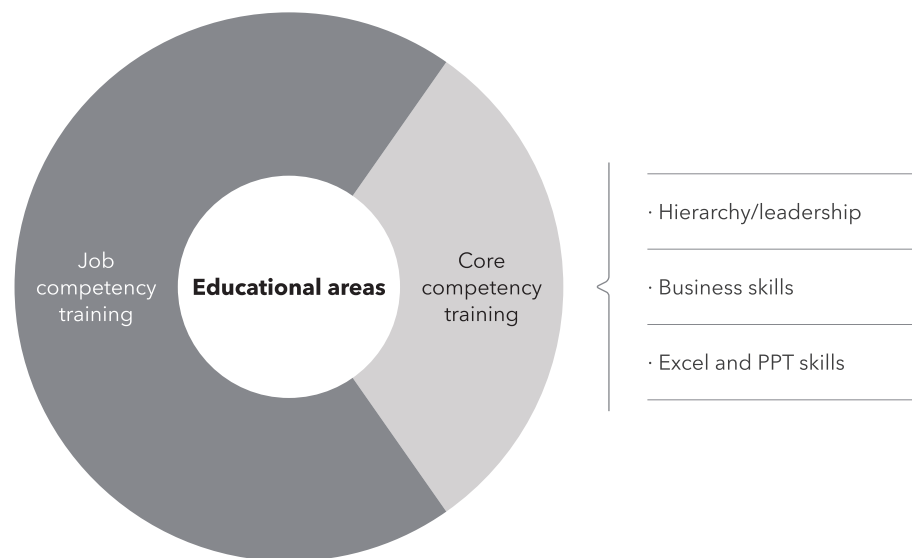 Job
competency
training
Educational areas
Core
competency
training
· Hierarchy/leadership
· Business skills
· Excel and PPT skills